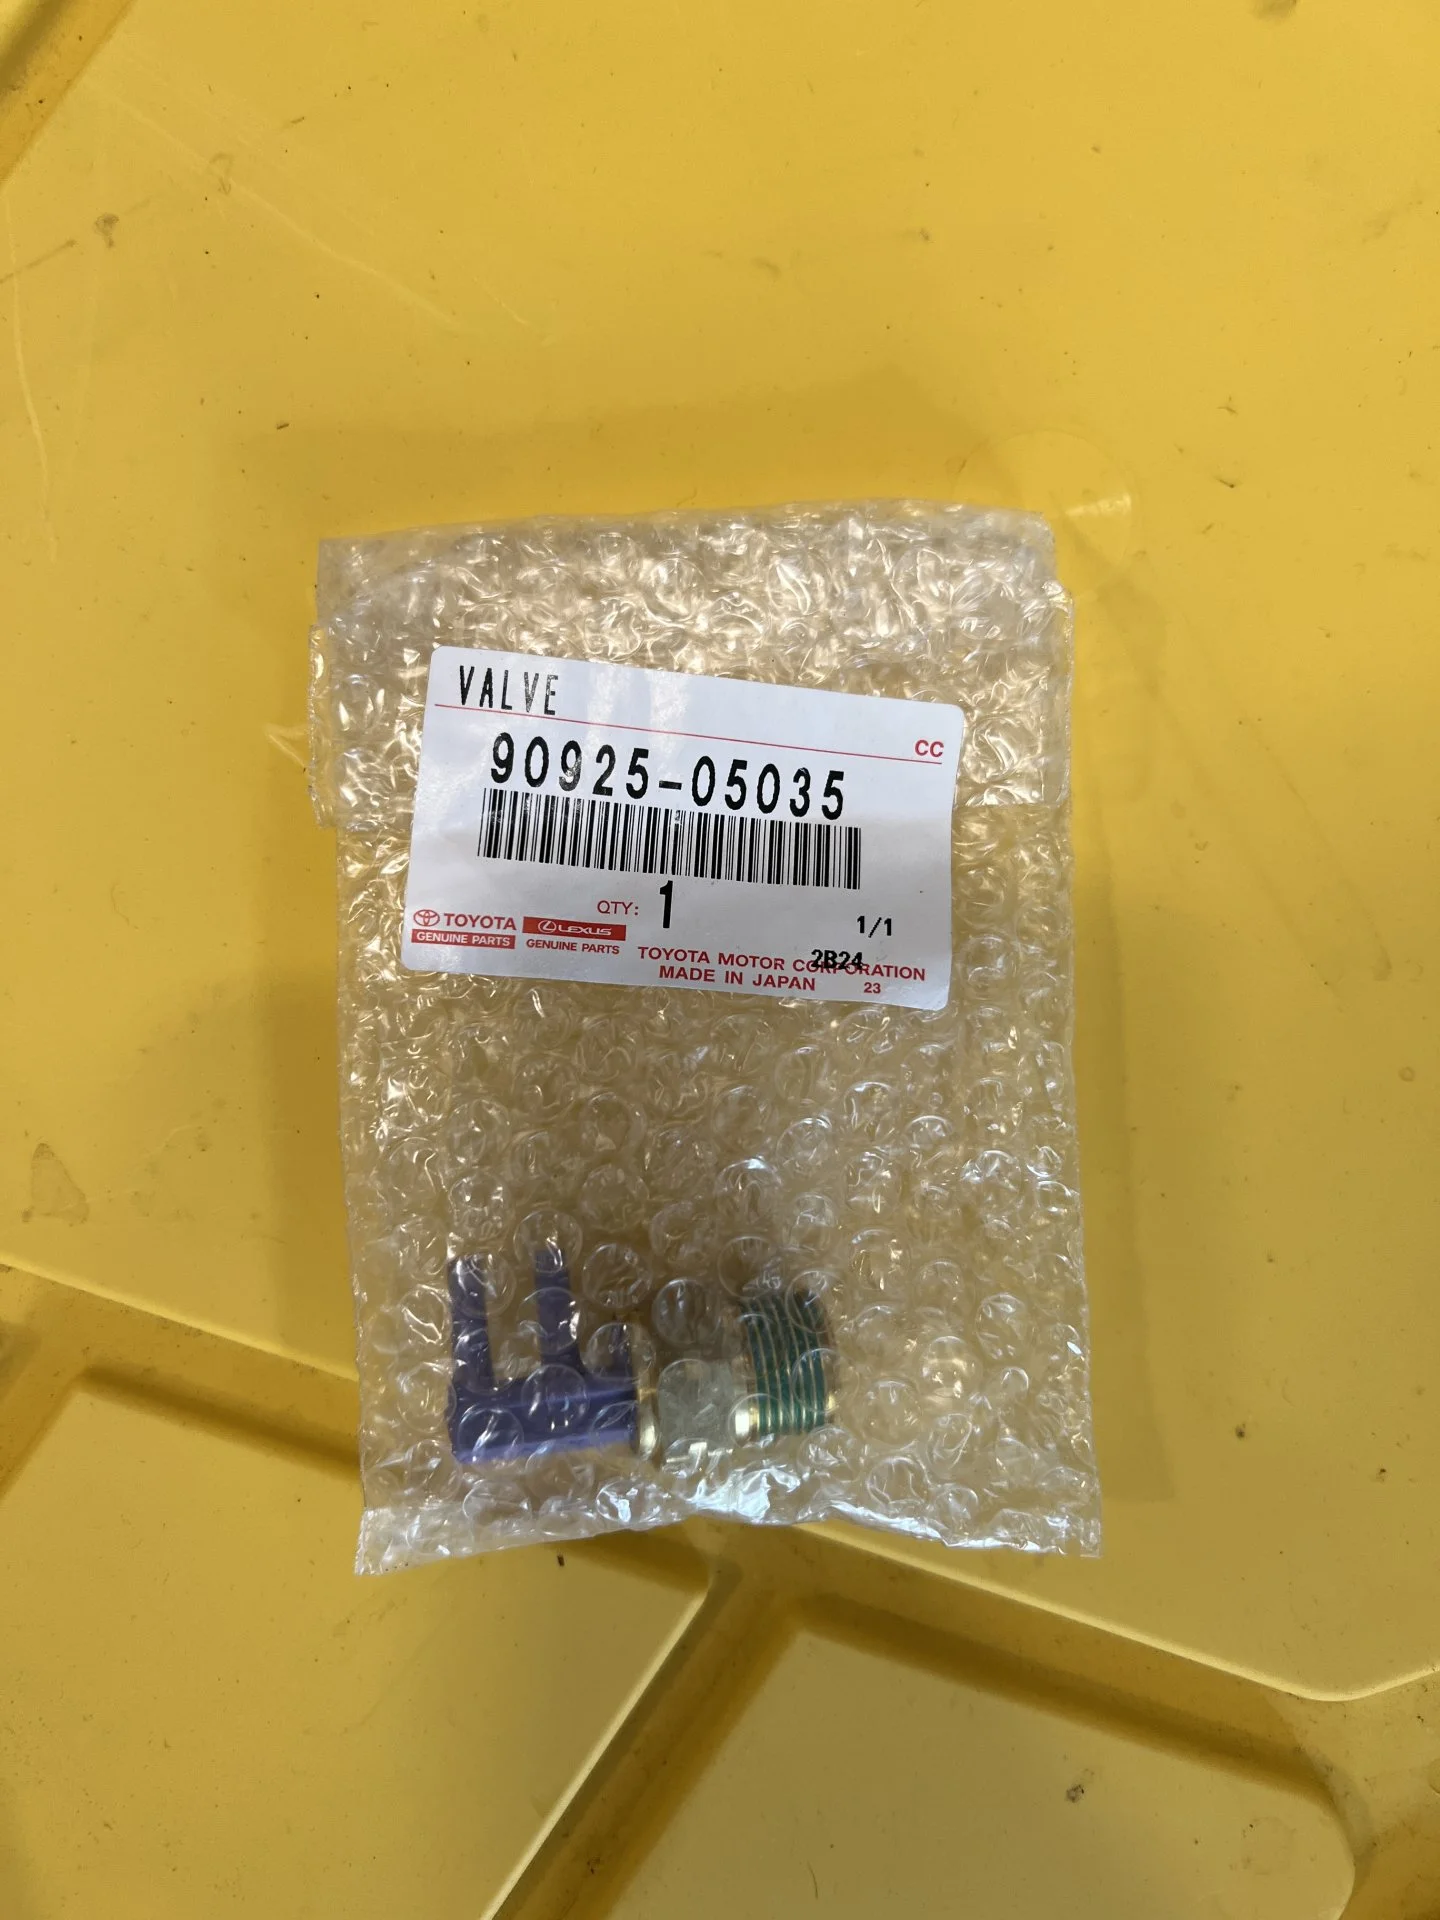 VALVE
CC
90925-05035
QTY: 1
1/1
TOYOTA LEXUS
GENUINE PARTS GENUINE PARTS
2B24
TOYOTA MOTOR CORPORATION
MADE IN JAPAN 23